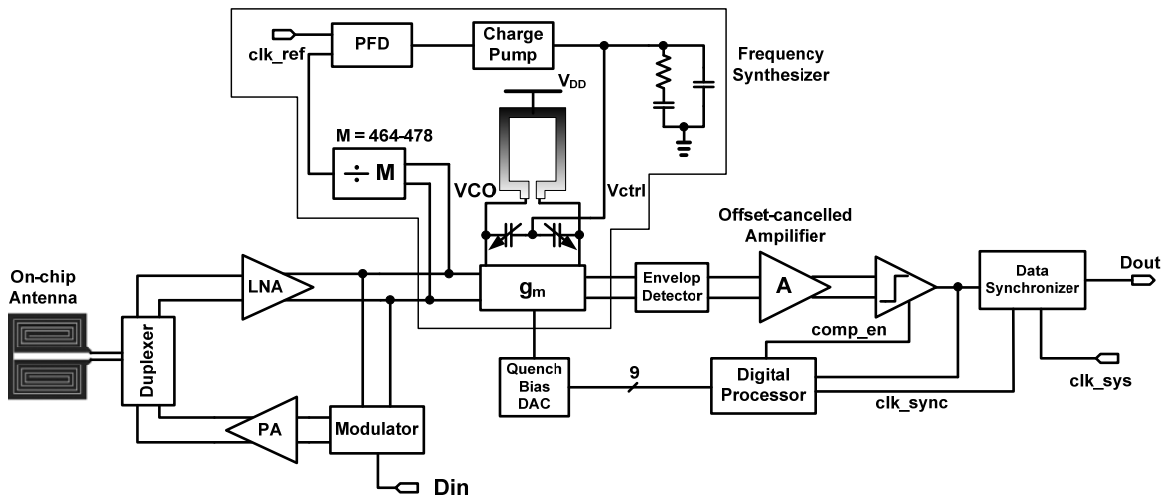 clk_ref
PFD
Charge
Pump
Frequency
Synthesizer
VDD
M = 464-478
÷ M
VCO
Vctrl
Offset-cancelled
Ampilifier
On-chip
Antenna
LNA
gm
Envelop
Detector
A
Data
Synchronizer
Dout
comp_en
Duplexer
Quench
Bias
DAC
9
Digital
Processor
clk_sys
clk_sync
PA
Modulator
Din